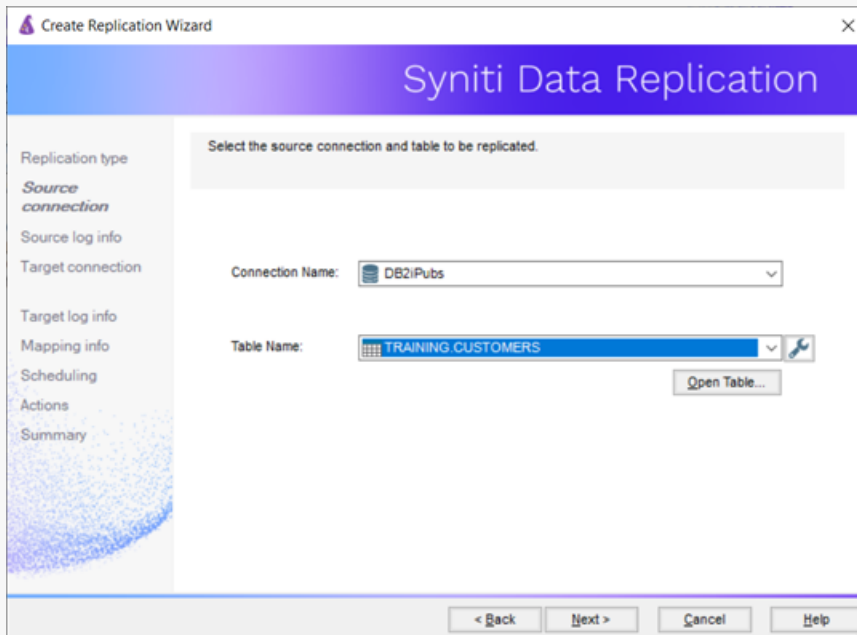 Create Replication Wizard
Syniti Data Replication
Replication type
Source
connection
Source log info
Target connection
Target log info
Mapping info
Scheduling
Actions
Summary
Select the source connection and table to be replicated.
Connection Name: DB2iPubs
Table Name: TRAINING.CUSTOMERS
Open Table...
< Back Next > Cancel Help